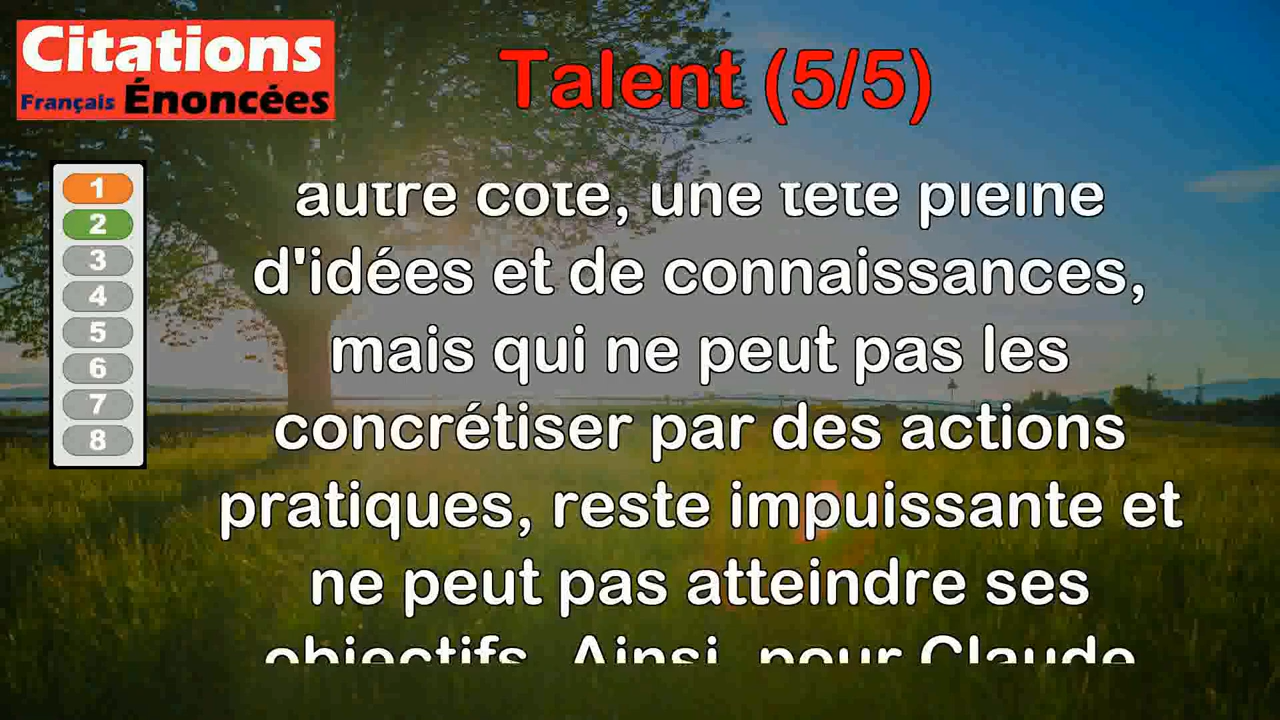 Citations
Français Énoncées
Talent (5/5)
1
2
3
4
5
6
7
8
autre côté, une tête pleine
d'idées et de connaissances,
mais qui ne peut pas les
concrétiser par des actions
pratiques, reste impuissante et
ne peut pas atteindre ses
objectifs. Ainsi, pour Claude